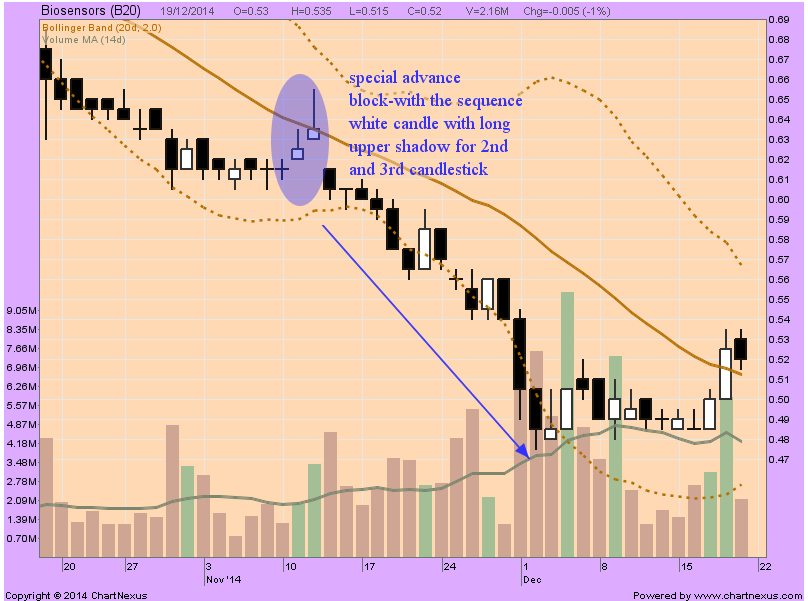 Biosensors (B20) 19/12/2014 O=0.53 H=0.535 L=0.515 C=0.52 V=2.16M Chg=-0.005 (-1%)
Bollinger Band (20d, 2.0)
Volume MA (14d)
special advance
block-with the sequence
white candle with long
upper shadow for 2nd
and 3rd candlestick
0.69
0.68
0.67
0.66
0.65
0.64
0.63
0.62
0.61
0.60
0.59
0.58
0.57
0.56
0.55
0.54
0.53
0.52
0.51
0.50
0.49
0.48
0.47
9.05M
8.35M
7.66M
6.96M
6.26M
5.57M
4.87M
4.18M
3.48M
2.78M
2.09M
1.39M
0.70M
20 27 3 10 17 24 1 8 15 22
Nov '14 Dec
Copyright © 2014 ChartNexus Powered by www.chartnexus.com